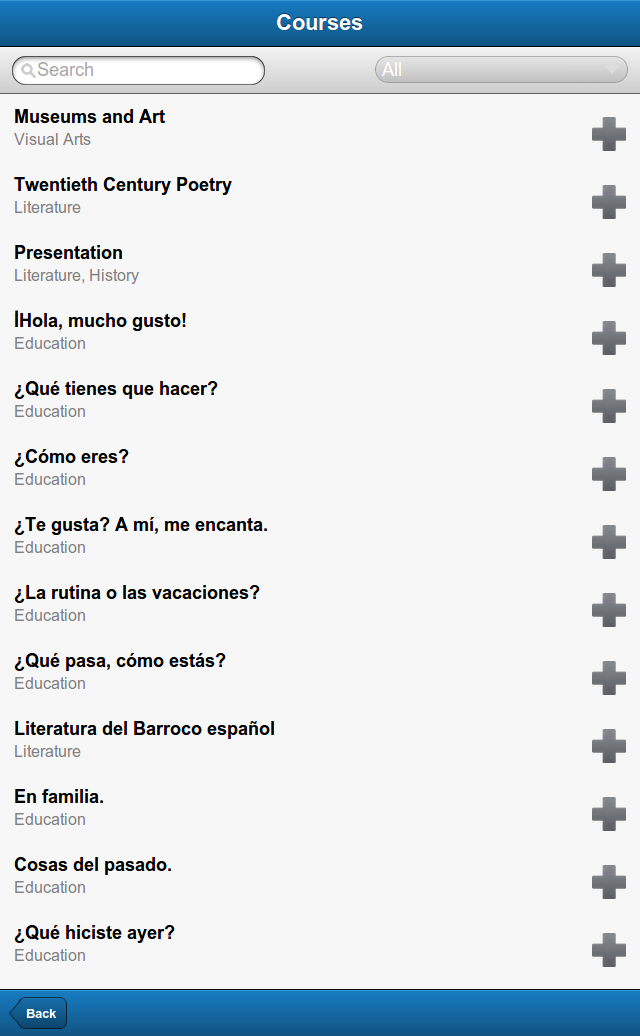 Courses
Search
All
Museums and Art
Visual Arts
Twentieth Century Poetry
Literature
Presentation
Literature, History
ÍHola, mucho gusto!
Education
¿Qué tienes que hacer?
Education
¿Cómo eres?
Education
¿Te gusta? A mí, me encanta.
Education
¿La rutina o las vacaciones?
Education
¿Qué pasa, cómo estás?
Education
Literatura del Barroco español
Literature
En familia.
Education
Cosas del pasado.
Education
¿Qué hiciste ayer?
Education
Back